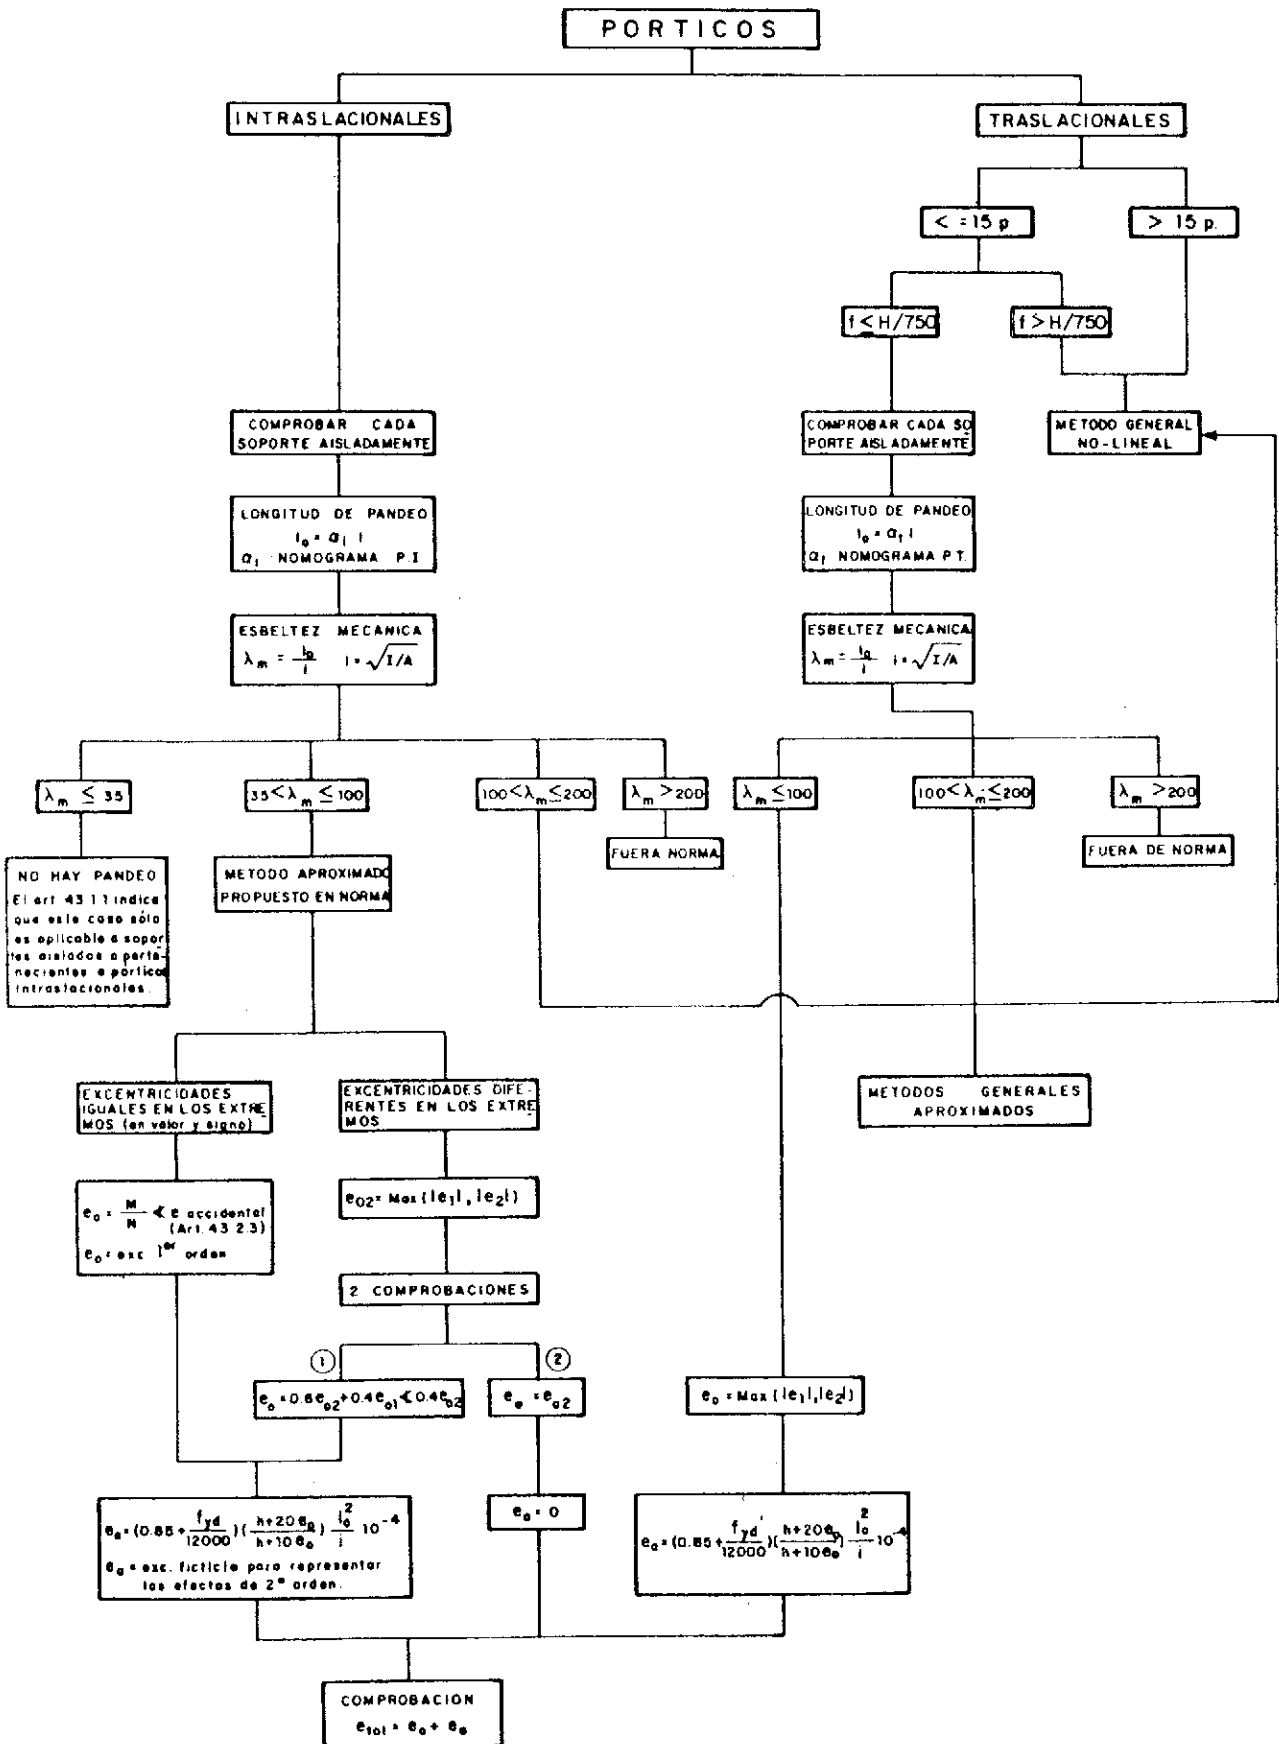 PORTICOS
INTRASLACIONALES
TRASLACIONALES
< =15 p
> 15 p.
f ≤ H/750
f > H/750
COMPROBAR CADA
SOPORTE AISLADAMENTE
COMPROBAR CADA SO
PORTE AISLADAMENTE
METODO GENERAL
NO-LINEAL
LONGITUD DE PANDEO
l₀ = α₁ l
α₁ NOMOGRAMA P.I
LONGITUD DE PANDEO
l₀ = α₁ l
α₁ NOMOGRAMA P.T.
ESBELTEZ MECANICA
λm = l₀/i i = √I/A
ESBELTEZ MECANICA
λm = l₀/i i = √I/A
λm ≤ 35
35<λm ≤ 100
100<λm≤200
λm >200
λm ≤100
100<λm≤200
λm >200
FUERA NORMA
FUERA DE NORMA
NO HAY PANDEO
El art 43.1.1 indica
que este caso sólo
es aplicable a sopor
tes aislados o perte-
necientes a pórtico
intraslacionales.
METODO APROXIMADO
PROPUESTO EN NORMA
EXCENTRICIDADES
IGUALES EN LOS EXTRE
MOS (en valor y signo)
EXCENTRICIDADES DIFE-
RENTES EN LOS EXTRE
MOS
METODOS GENERALES
APROXIMADOS
e₀ = M/N ≮ e accidental
(Art. 43.2.3)
e₀ = exc 1er orden
e02= Max (|e₁|, |e₂|)
2 COMPROBACIONES
1
2
e₀ = 0.6e₀₂+0.4e₀₁ ≮ 0.4e₀₂
eₑ = e₀₂
e₀ = Max (|e₁|,|e₂|)
eₐ = (0.85 + fyd/12000)(h+20e₀/h+10e₀) l₀²/i 10⁻⁴
eₐ = exc. ficticia para representar
los efectos de 2º orden.
eₐ = 0
eₐ = (0.85 + fyd/12000)(h+20e₀/h+10e₀) l₀²/i 10⁻⁴
COMPROBACION
etot = e₀ + eₑ